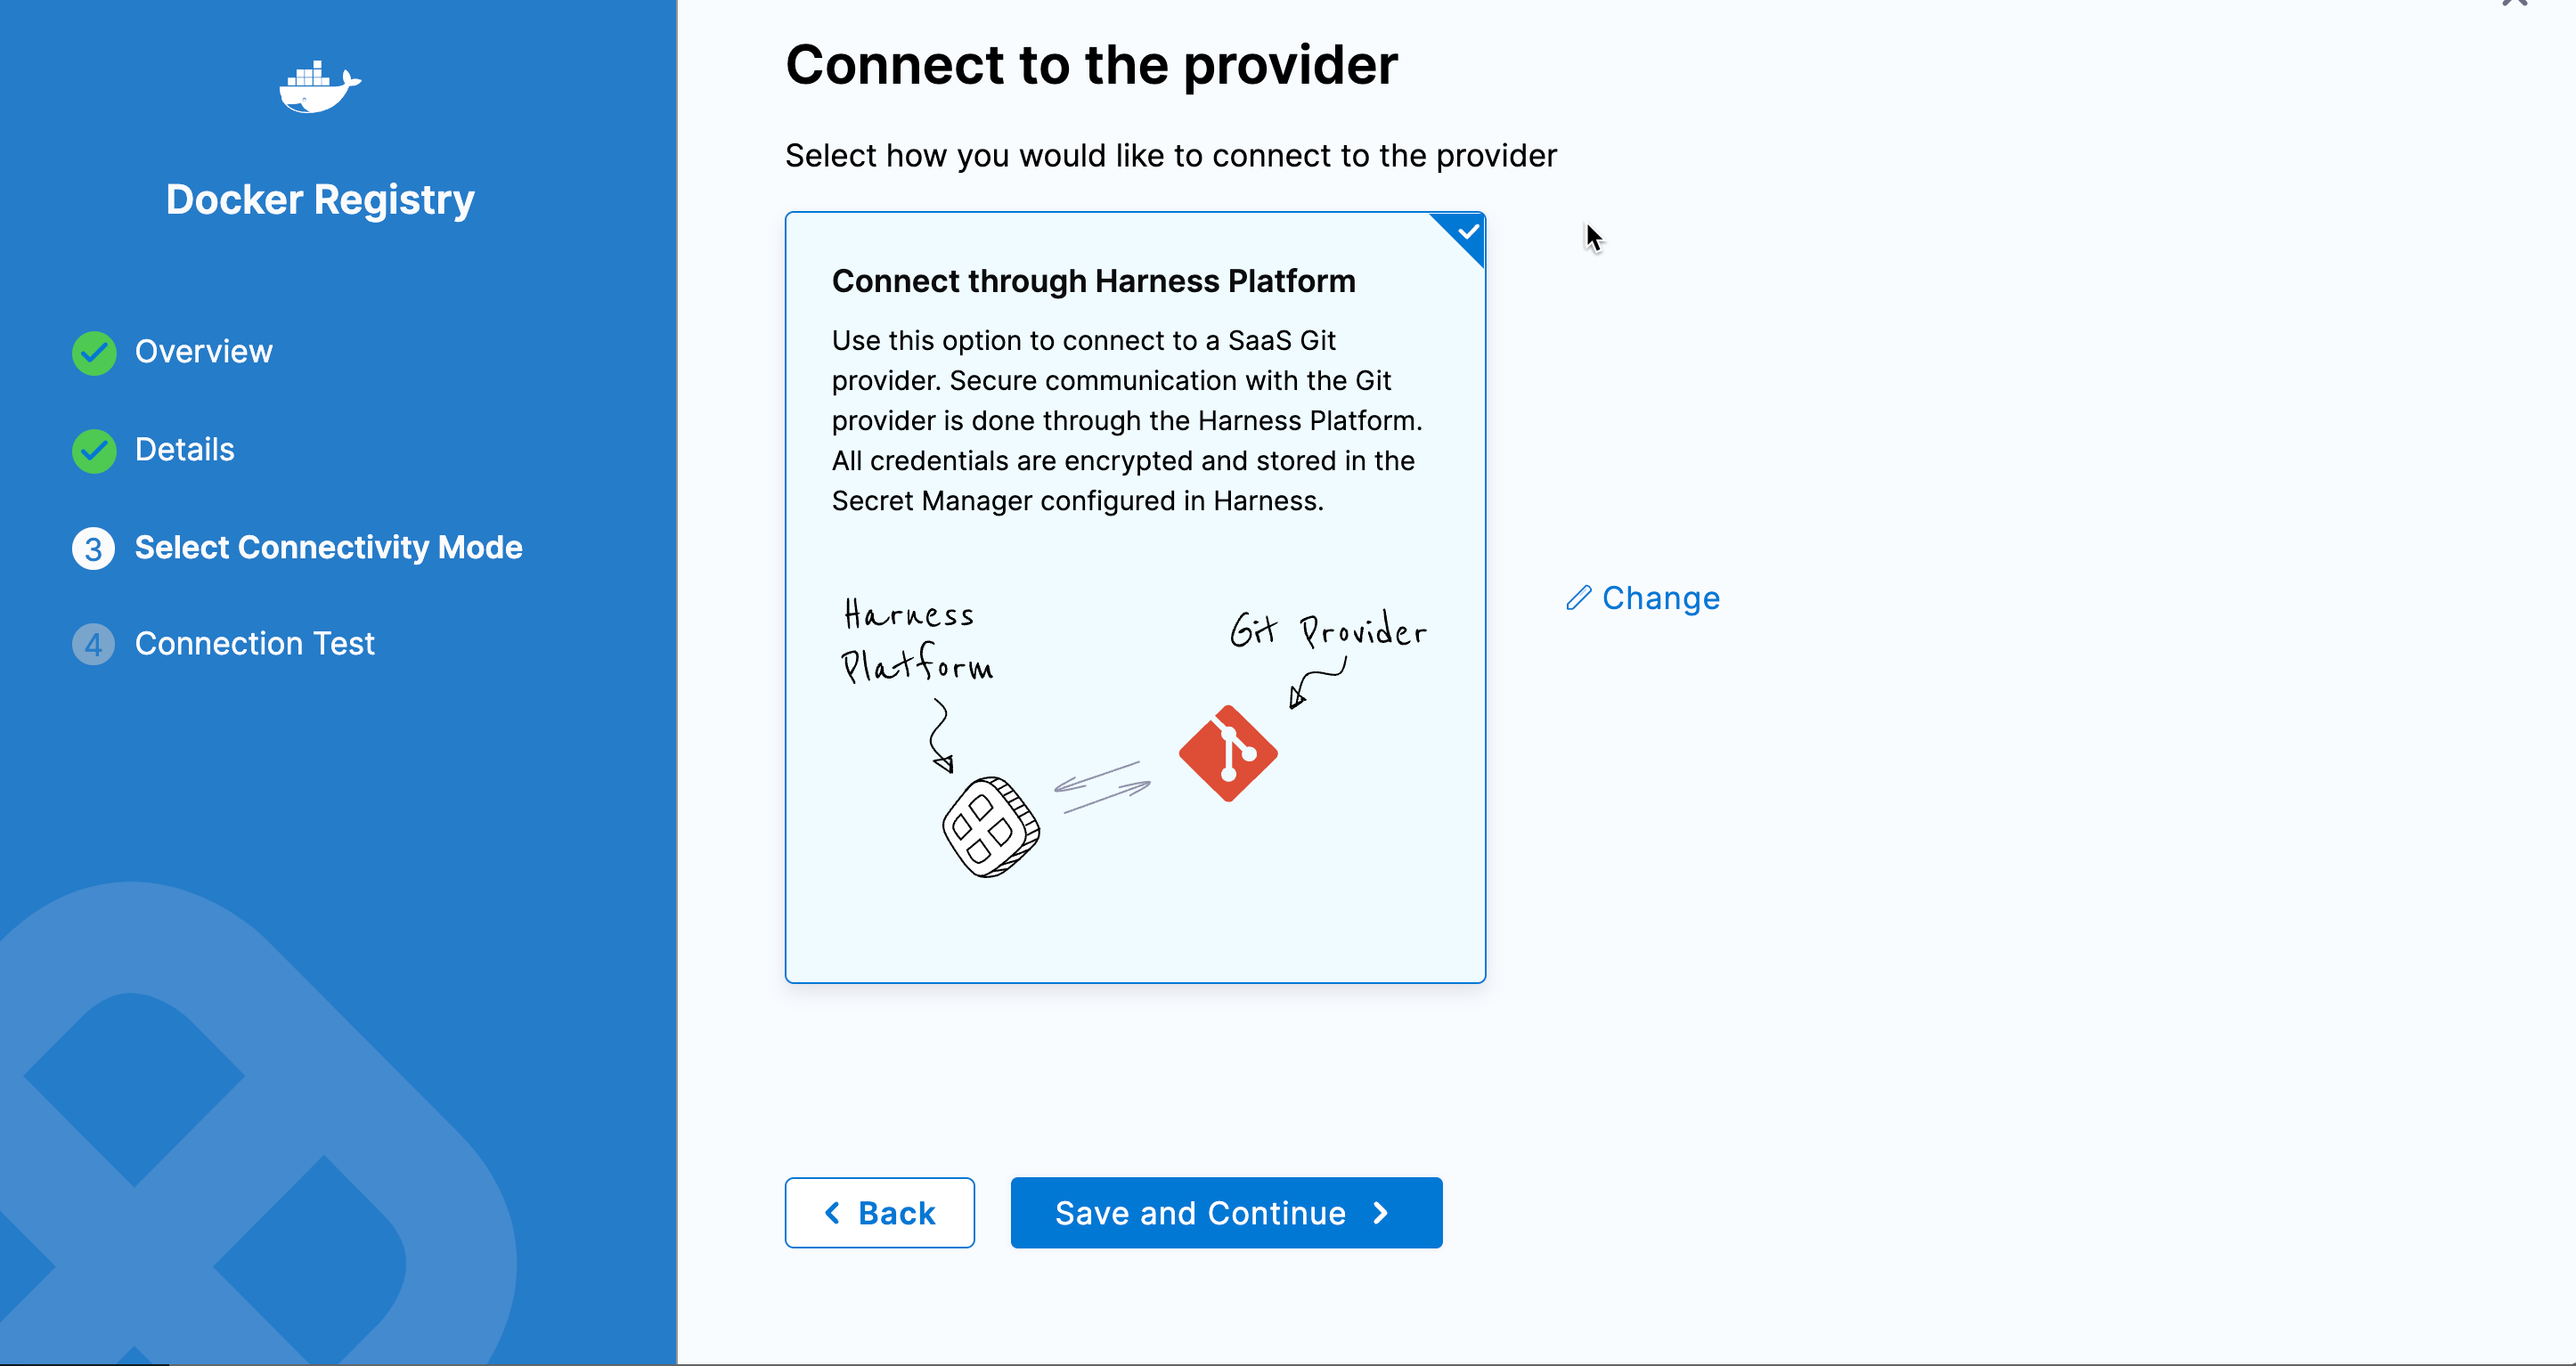 Docker Registry
Overview
Details
3 Select Connectivity Mode
4 Connection Test
Connect to the provider
Select how you would like to connect to the provider
Connect through Harness Platform
Use this option to connect to a SaaS Git
provider. Secure communication with the Git
provider is done through the Harness Platform.
All credentials are encrypted and stored in the
Secret Manager configured in Harness.
Harness
Platform
Git Provider
Change
Back
Save and Continue